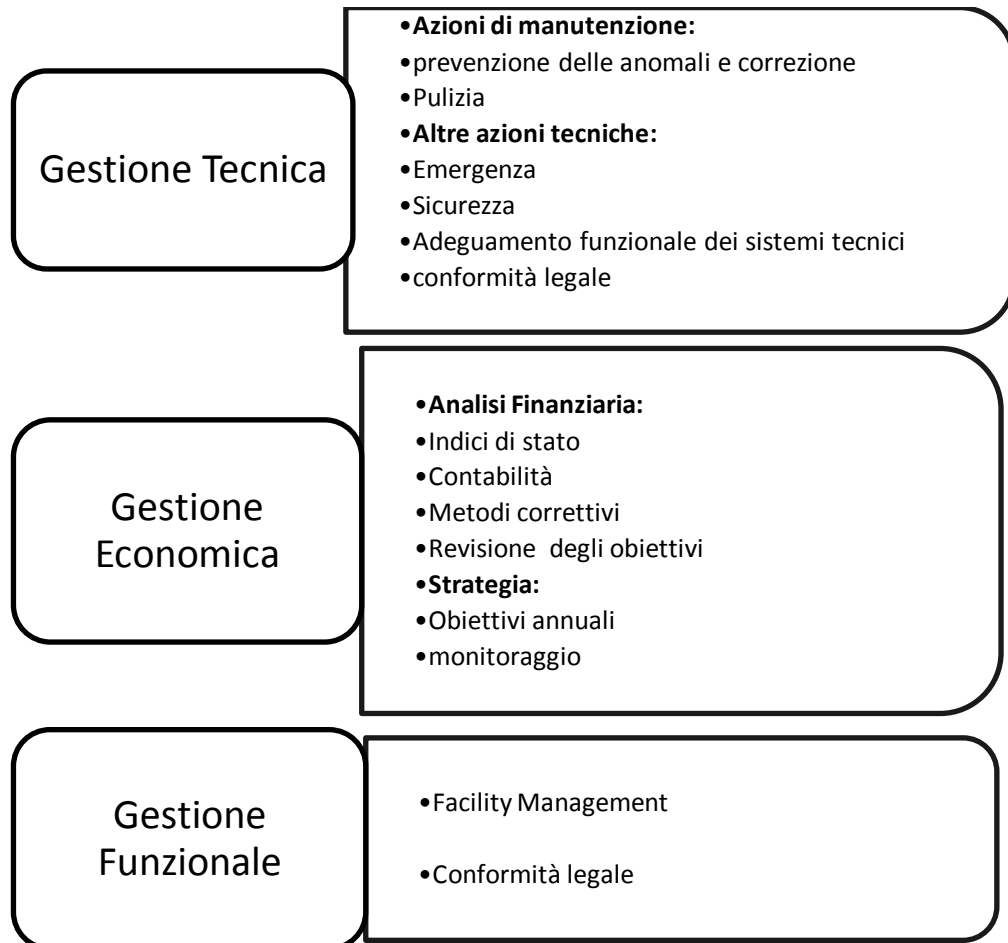 Gestione Tecnica
•Azioni di manutenzione:
•prevenzione delle anomali e correzione
•Pulizia
•Altre azioni tecniche:
•Emergenza
•Sicurezza
•Adeguamento funzionale dei sistemi tecnici
•conformità legale
Gestione
Economica
•Analisi Finanziaria:
•Indici di stato
•Contabilità
•Metodi correttivi
•Revisione degli obiettivi
•Strategia:
•Obiettivi annuali
•monitoraggio
Gestione
Funzionale
•Facility Management
•Conformità legale